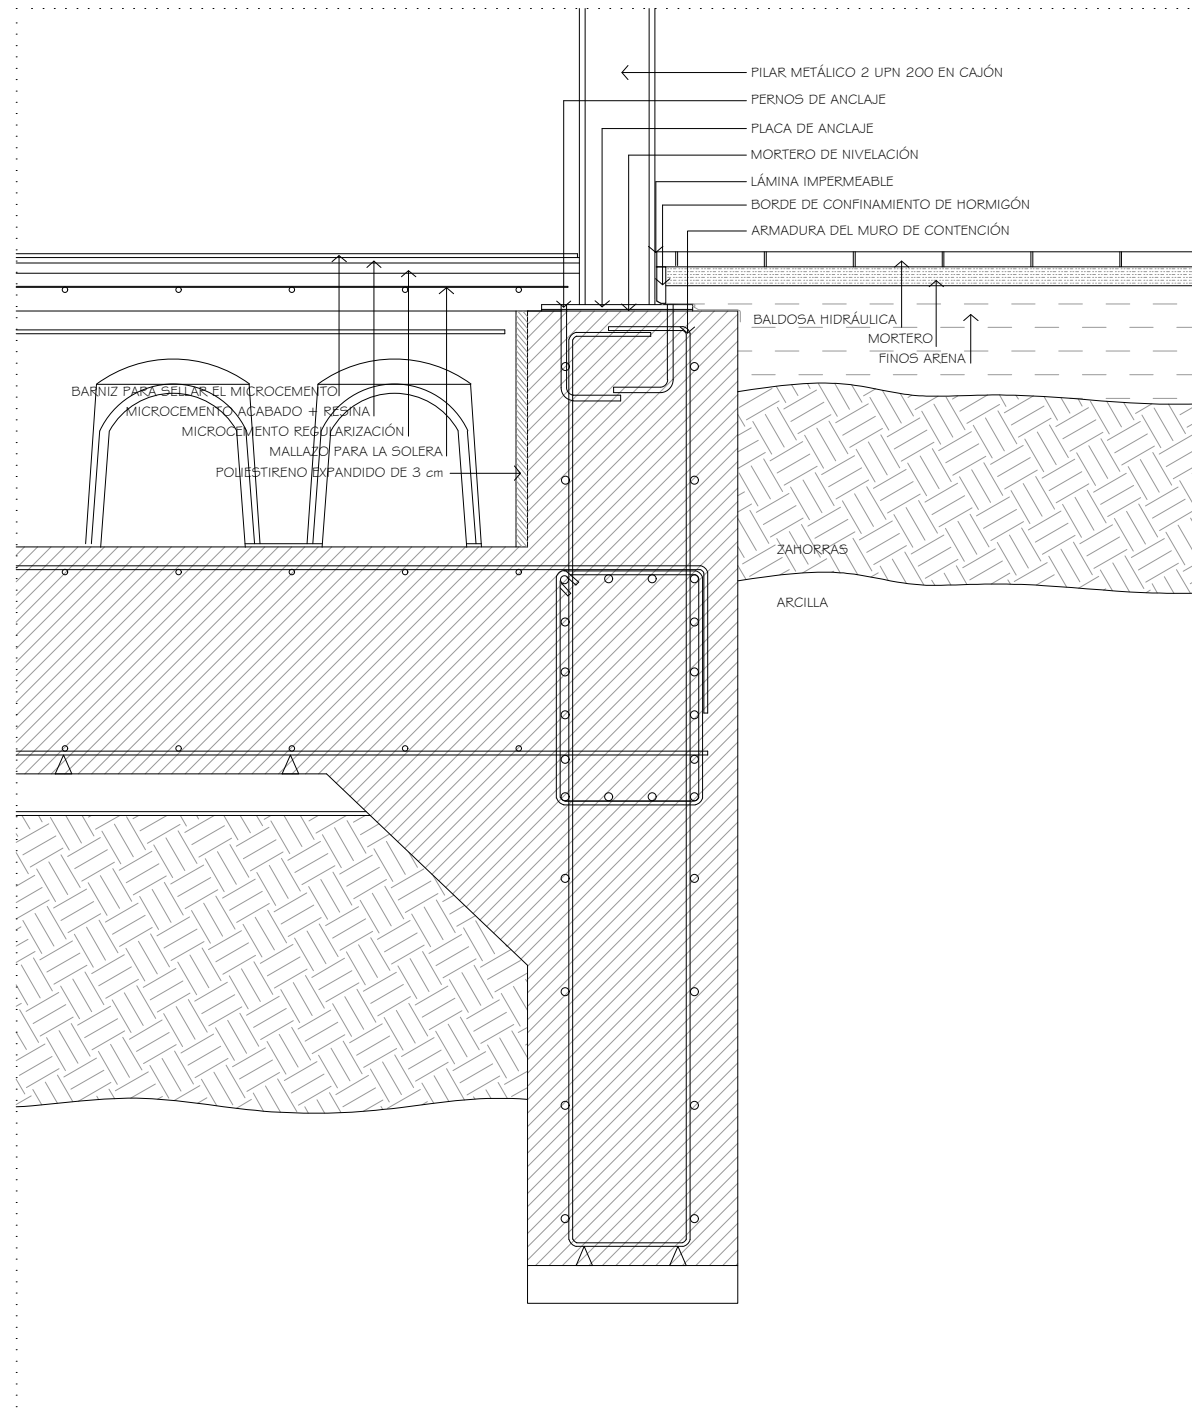 PILAR METÁLICO 2 UPN 200 EN CAJÓN
PERNOS DE ANCLAJE
PLACA DE ANCLAJE
MORTERO DE NIVELACIÓN
LÁMINA IMPERMEABLE
BORDE DE CONFINAMIENTO DE HORMIGÓN
ARMADURA DEL MURO DE CONTENCIÓN
BALDOSA HIDRÁULICA
MORTERO
FINOS ARENA
BARNIZ PARA SELLAR EL MICROCEMENTO
MICROCEMENTO ACABADO + RESINA
MICROCEMENTO REGULARIZACIÓN
MALLAZO PARA LA SOLERA
POLIESTIRENO EXPANDIDO DE 3 cm
ZAHORRAS
ARCILLA